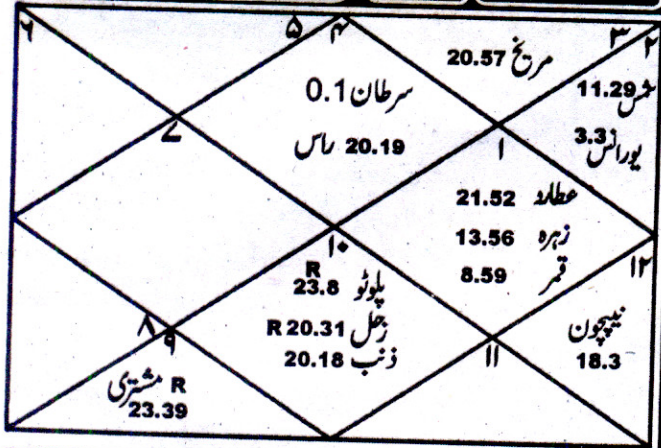 ۶
۵
۴
۳
۲
مریخ 20.57
شمس 11.29
یورانس 3.3
سرطان 0.1
راس 20.19
۷
۱
عطارد 21.52
زہرہ 13.56
قمر 8.59
۱۰
پلوٹو R 23.8
زحل R 20.31
ذنب 20.18
۱۲
نیپچون
18.3
۸
۹
۱۱
مشتری R
23.39